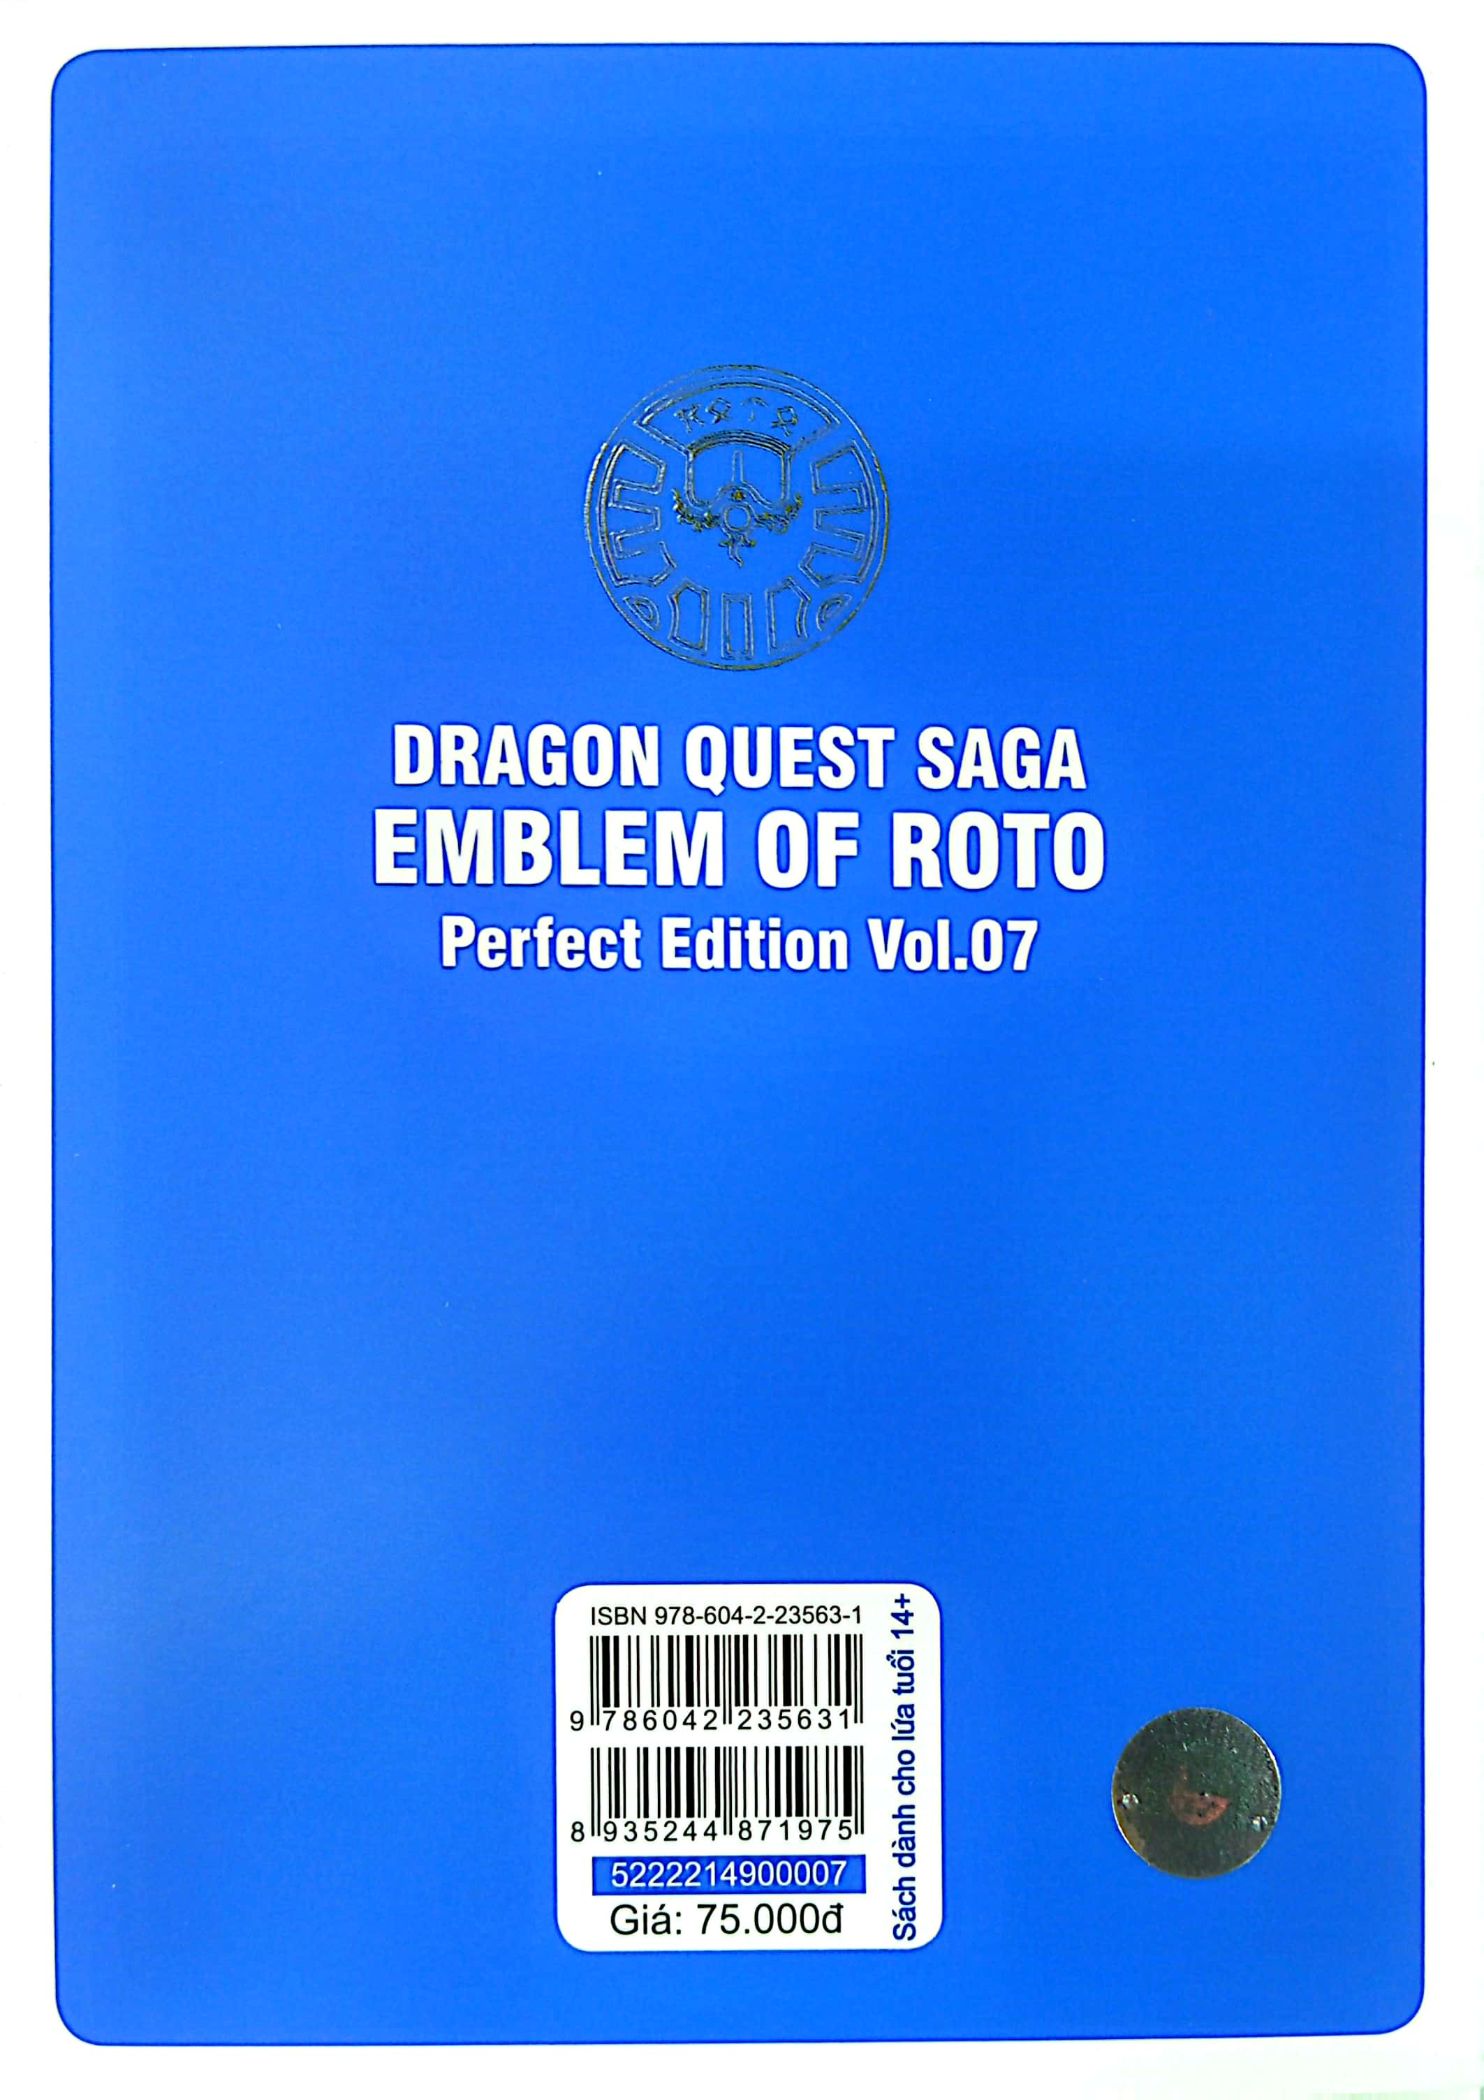 ROTO
DRAGON QUEST SAGA
EMBLEM OF ROTO
Perfect Edition Vol.07
ISBN 978-604-2-23563-1
9 786042 235631
8 935244 871975
5222214900007
Giá: 75.000đ
Sách dành cho lứa tuổi 14+